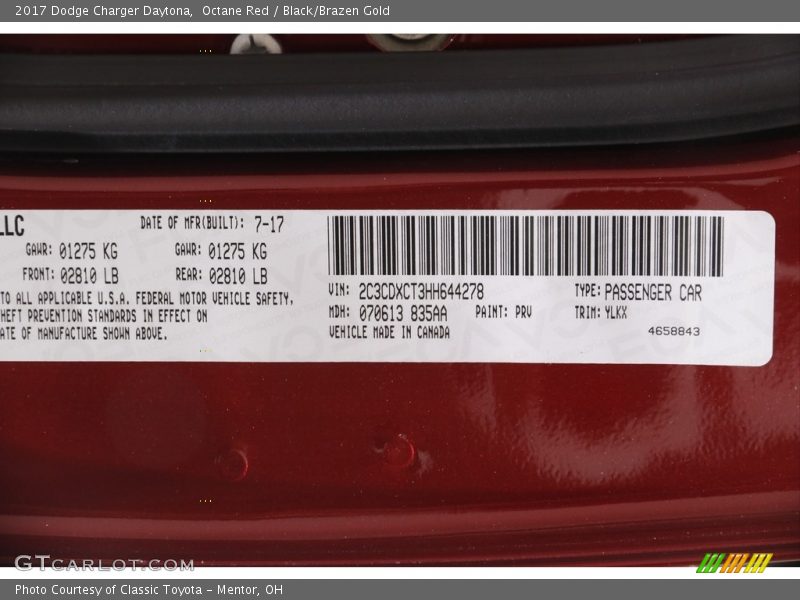 2017 Dodge Charger Daytona, Octane Red / Black/Brazen Gold
LLC
DATE OF MFR(BUILT): 7-17
GAWR: 01275 KG GAWR: 01275 KG
FRONT: 02810 LB REAR: 02810 LB
TO ALL APPLICABLE U.S.A. FEDERAL MOTOR VEHICLE SAFETY,
HEFT PREVENTION STANDARDS IN EFFECT ON
ATE OF MANUFACTURE SHOWN ABOVE.
VIN: 2C3CDXCT3HH644278 TYPE: PASSENGER CAR
MDH: 070613 835AA PAINT: PRV TRIM: YLKX
VEHICLE MADE IN CANADA
4658843
GTCARLOT.COM
Photo Courtesy of Classic Toyota - Mentor, OH